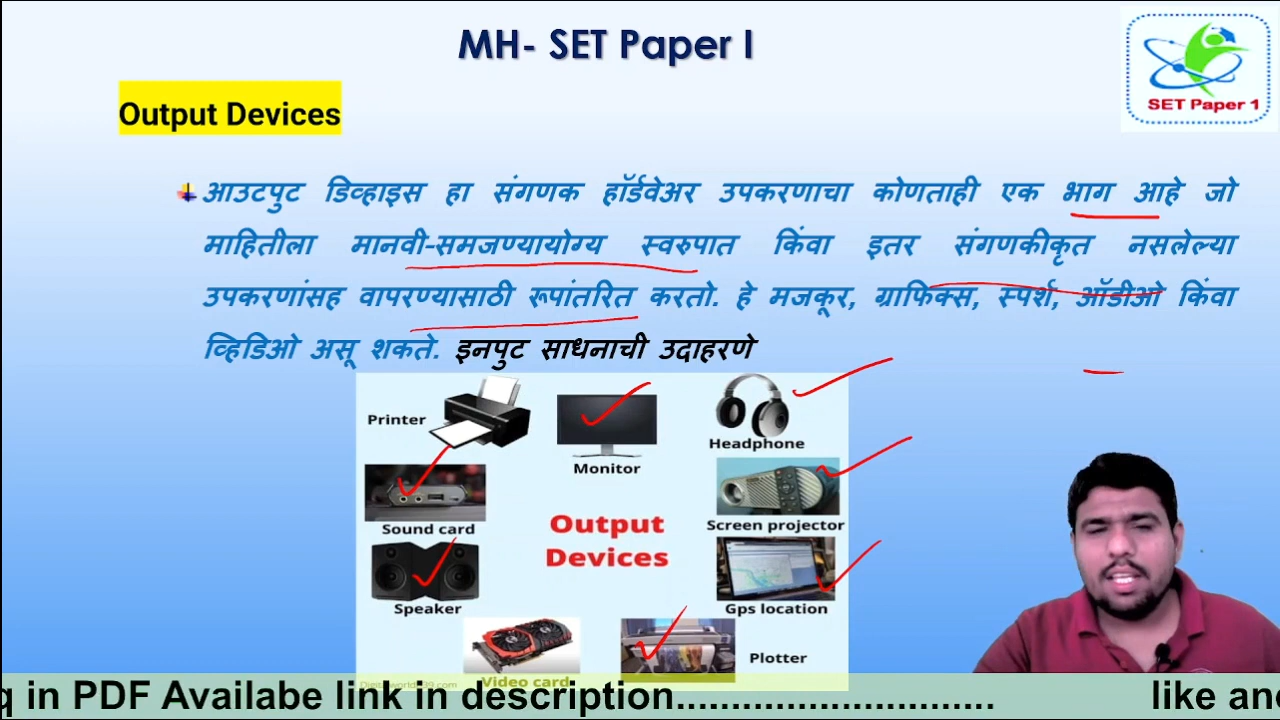 MH- SET Paper I
SET Paper 1
Output Devices
आउटपुट डिव्हाइस हा संगणक हॉर्डवेअर उपकरणाचा कोणताही एक भाग आहे जो
माहितीला मानवी-समजण्यायोग्य स्वरुपात किंवा इतर संगणकीकृत नसलेल्या
उपकरणांसह वापरण्यासाठी रूपांतरित करतो. हे मजकूर, ग्राफिक्स, स्पर्श, ऑडीओ किंवा
व्हिडिओ असू शकते. इनपुट साधनाची उदाहरणे
Printer
Monitor
Headphone
Sound card
Output
Devices
Screen projector
Speaker
Gps location
Video card
Plotter
q in PDF Availabe link in description............................. like and